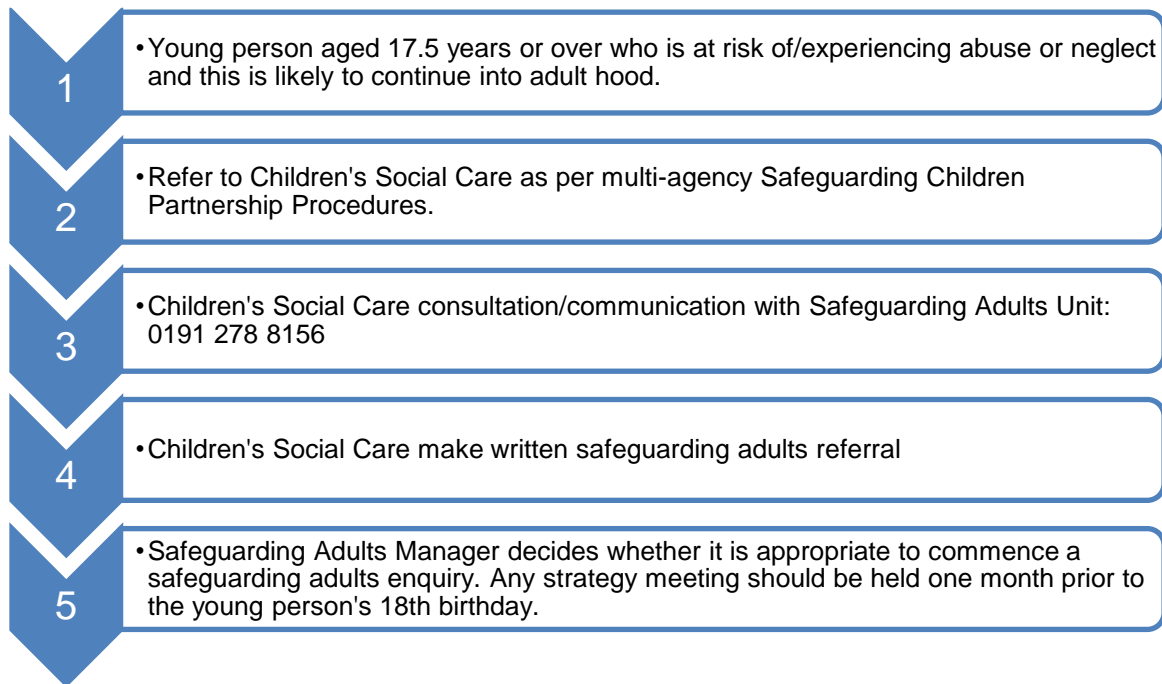 1
•Young person aged 17.5 years or over who is at risk of/experiencing abuse or neglect
and this is likely to continue into adult hood.
2
•Refer to Children's Social Care as per multi-agency Safeguarding Children
Partnership Procedures.
3
•Children's Social Care consultation/communication with Safeguarding Adults Unit:
0191 278 8156
4
•Children's Social Care make written safeguarding adults referral
5
•Safeguarding Adults Manager decides whether it is appropriate to commence a
safeguarding adults enquiry. Any strategy meeting should be held one month prior to
the young person's 18th birthday.